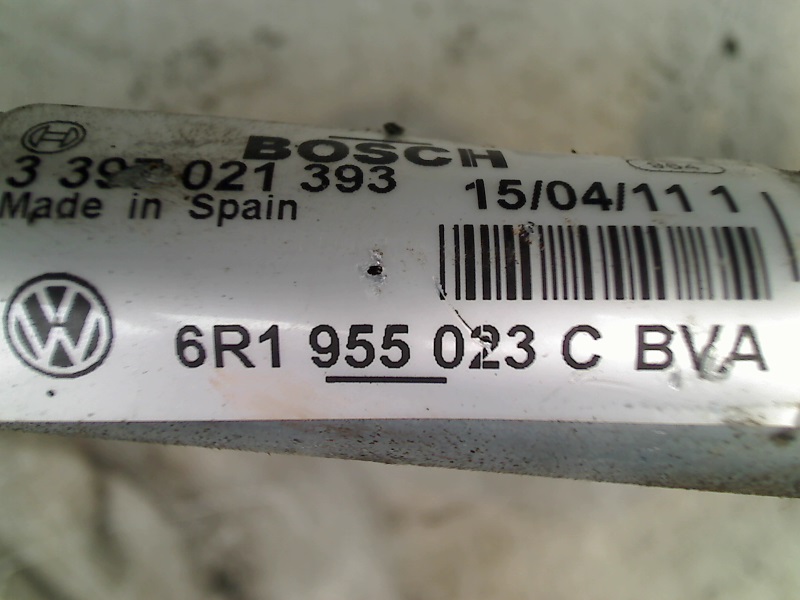 BOSCH
3 397 021 393
15/04/11 1
Made in Spain
6R1 955 023 C BVA